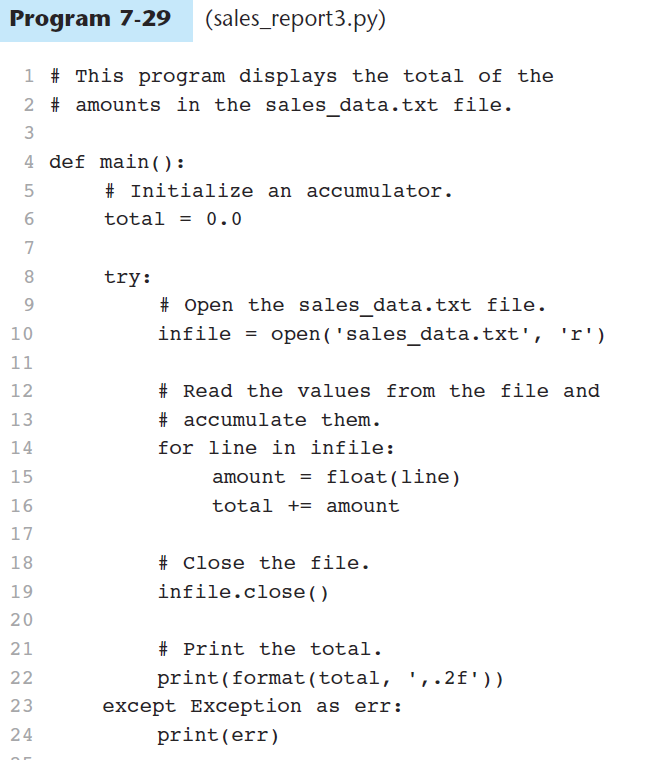 Program 7-29 (sales_report3.py)
1 # This program displays the total of the
2 # amounts in the sales_data.txt file.
3
4 def main():
5     # Initialize an accumulator.
6     total = 0.0
7
8     try:
9         # Open the sales_data.txt file.
10         infile = open('sales_data.txt', 'r')
11
12         # Read the values from the file and
13         # accumulate them.
14         for line in infile:
15             amount = float(line)
16             total += amount
17
18         # Close the file.
19         infile.close()
20
21         # Print the total.
22         print(format(total, ',.2f'))
23     except Exception as err:
24         print(err)